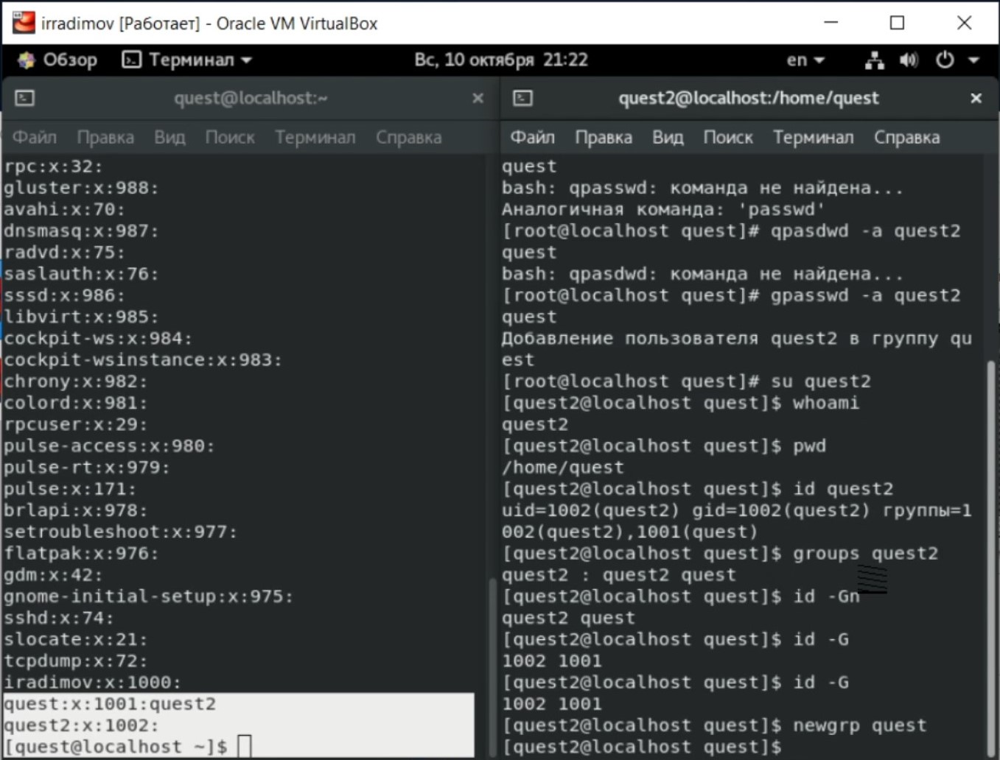 irradimov [Работает] - Oracle VM VirtualBox
Обзор Терминал Вс, 10 октября 21:22 en
quest@localhost:~
Файл Правка Вид Поиск Терминал Справка
rpc:x:32:
gluster:x:988:
avahi:x:70:
dnsmasq:x:987:
radvd:x:75:
saslauth:x:76:
sssd:x:986:
libvirt:x:985:
cockpit-ws:x:984:
cockpit-wsinstance:x:983:
chrony:x:982:
colord:x:981:
rpcuser:x:29:
pulse-access:x:980:
pulse-rt:x:979:
pulse:x:171:
brlapi:x:978:
setroubleshoot:x:977:
flatpak:x:976:
gdm:x:42:
gnome-initial-setup:x:975:
sshd:x:74:
slocate:x:21:
tcpdump:x:72:
iradimov:x:1000:
quest:x:1001:quest2
quest2:x:1002:
[quest@localhost ~]$
quest2@localhost:/home/quest
Файл Правка Вид Поиск Терминал Справка
quest
bash: qpasswd: команда не найдена...
Аналогичная команда: 'passwd'
[root@localhost quest]# qpasdwd -a quest2
quest
bash: qpasdwd: команда не найдена...
[root@localhost quest]# gpasswd -a quest2
quest
Добавление пользователя quest2 в группу qu
est
[root@localhost quest]# su quest2
[quest2@localhost quest]$ whoami
quest2
[quest2@localhost quest]$ pwd
/home/quest
[quest2@localhost quest]$ id quest2
uid=1002(quest2) gid=1002(quest2) группы=1
002(quest2),1001(quest)
[quest2@localhost quest]$ groups quest2
quest2 : quest2 quest
[quest2@localhost quest]$ id -Gn
quest2 quest
[quest2@localhost quest]$ id -G
1002 1001
[quest2@localhost quest]$ id -G
1002 1001
[quest2@localhost quest]$ newgrp quest
[quest2@localhost quest]$